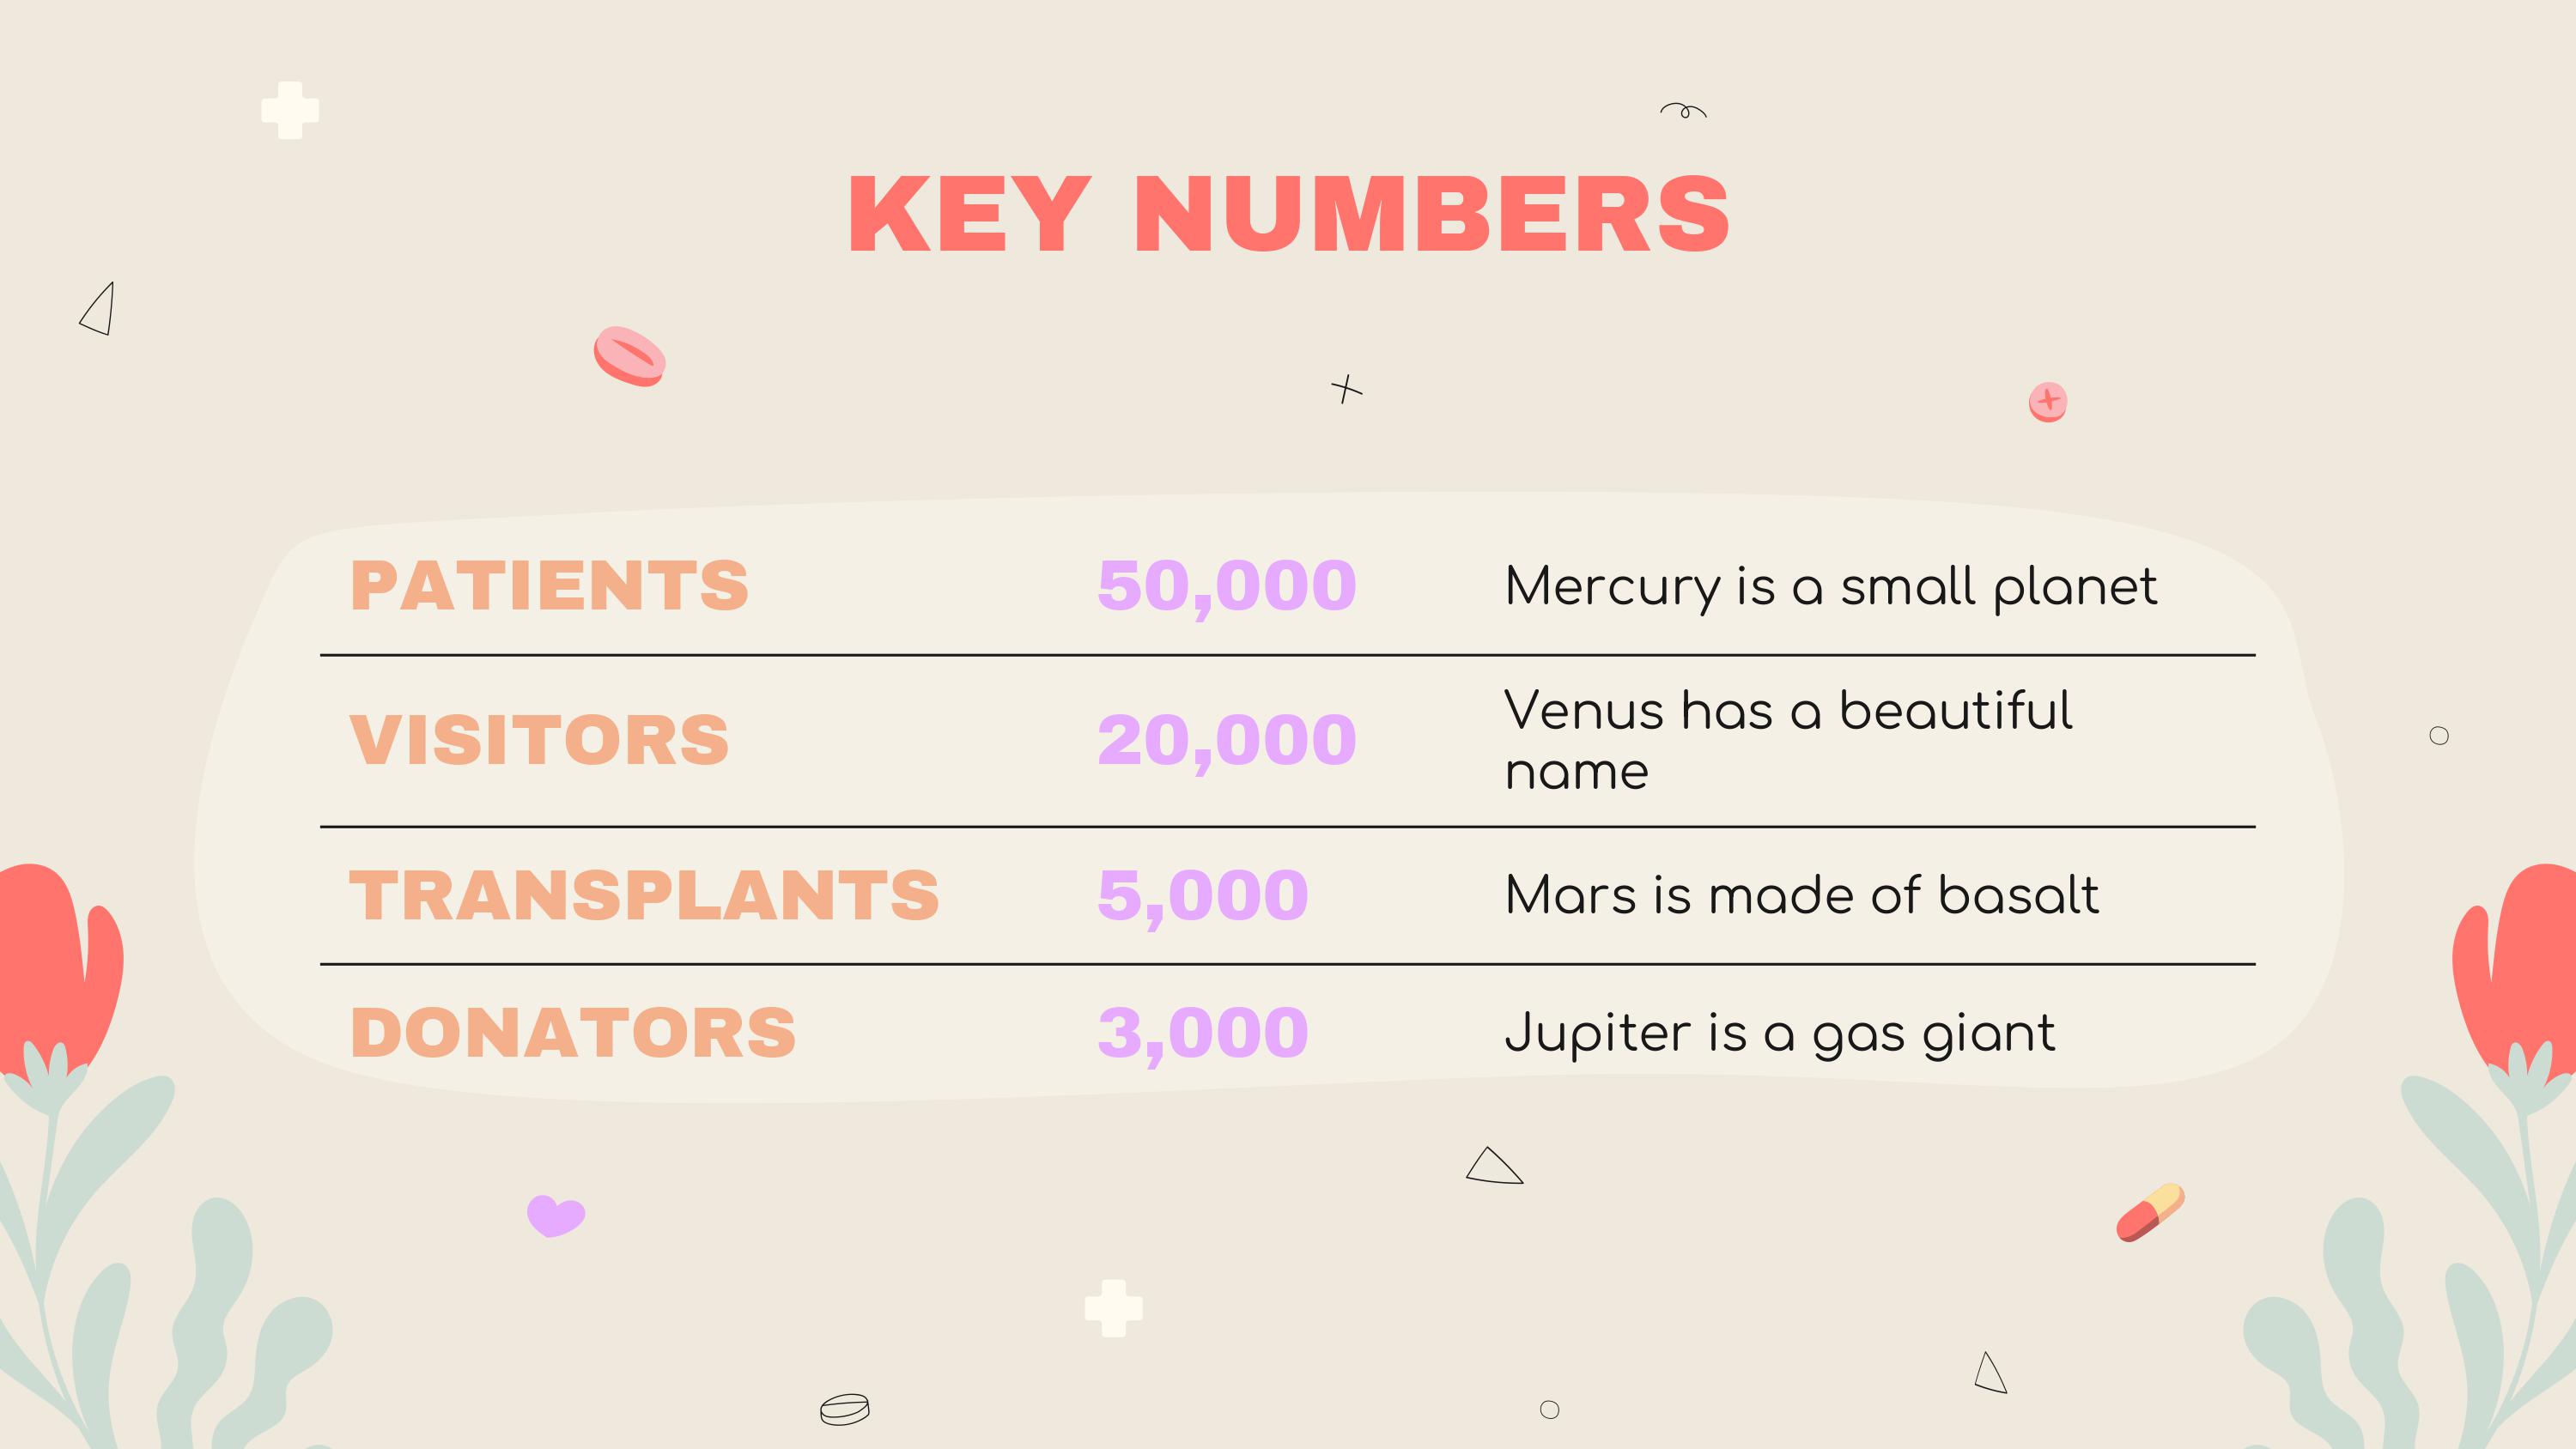 KEY NUMBERS
PATIENTS 50,000 Mercury is a small planet
VISITORS 20,000 Venus has a beautiful
name
TRANSPLANTS 5,000 Mars is made of basalt
DONATORS 3,000 Jupiter is a gas giant